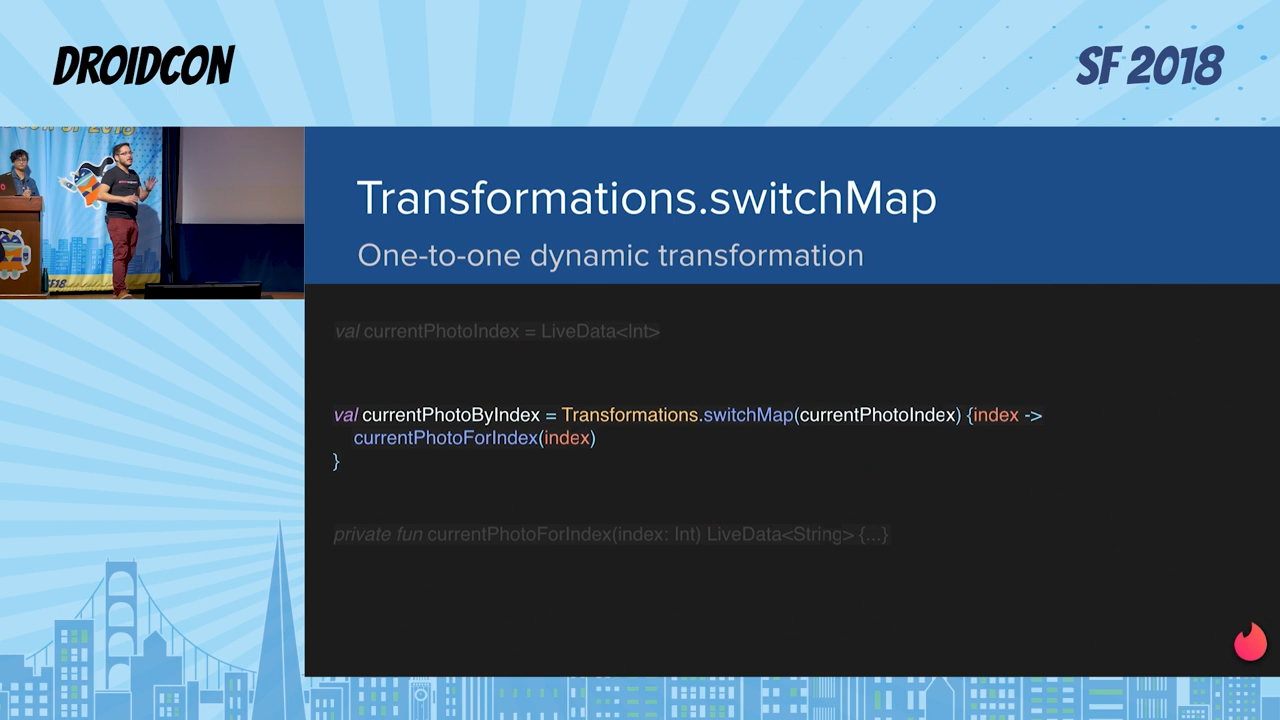 DROIDCON
SF 2018
Transformations.switchMap
One-to-one dynamic transformation
val currentPhotoIndex = LiveData<Int>
val currentPhotoByIndex = Transformations.switchMap(currentPhotoIndex) {index ->
currentPhotoForIndex(index)
}
private fun currentPhotoForIndex(index: Int) LiveData<String> {...}